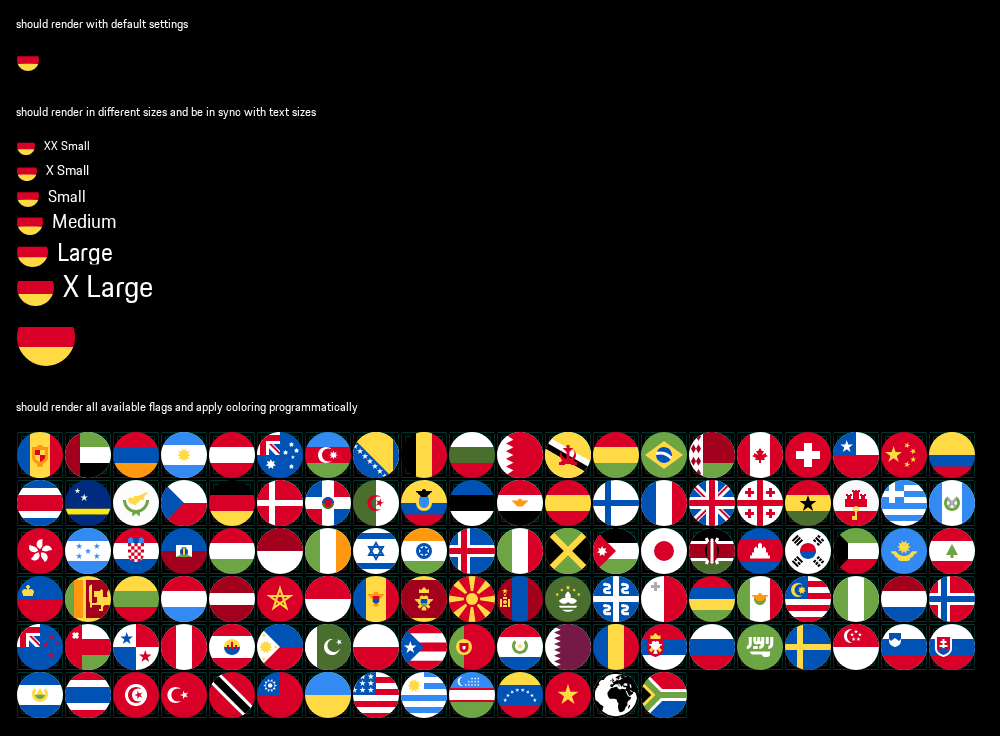 should render with default settings
should render in different sizes and be in sync with text sizes
XX Small
X Small
Small
Medium
Large
X Large
should render all available flags and apply coloring programmatically